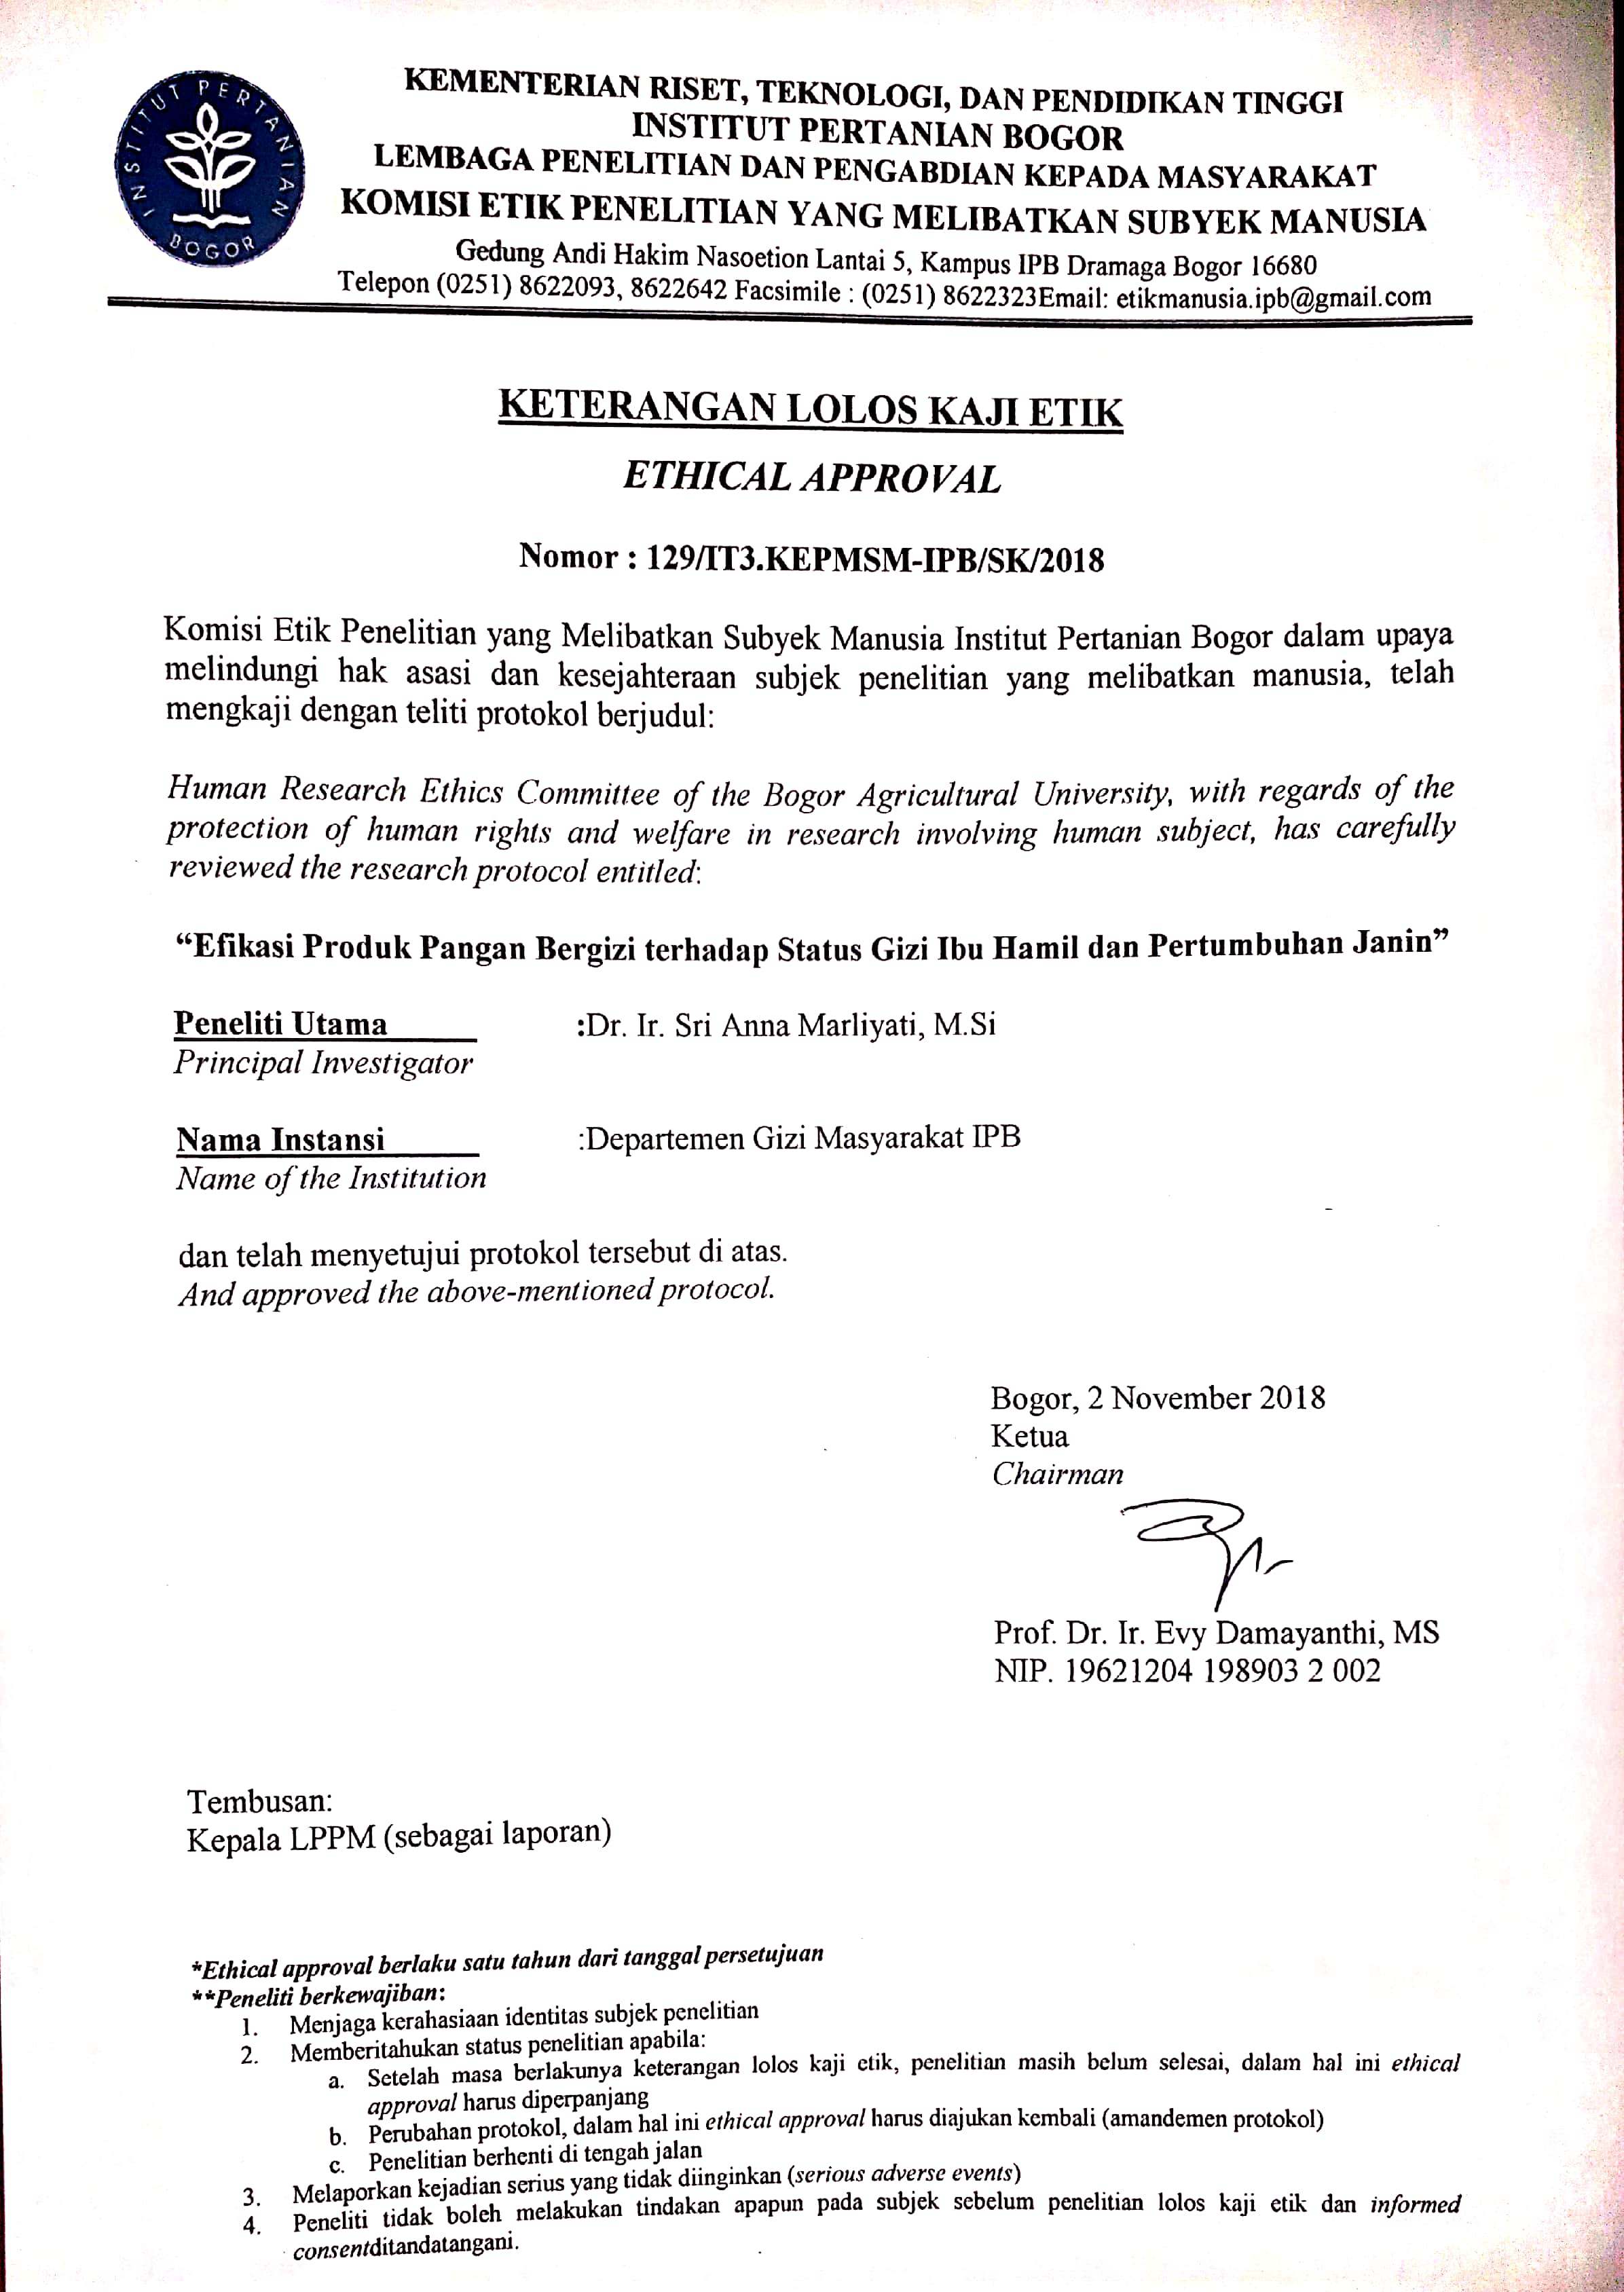 INSTITUT PERTANIAN
BOGOR
KEMENTERIAN RISET, TEKNOLOGI, DAN PENDIDIKAN TINGGI
INSTITUT PERTANIAN BOGOR
LEMBAGA PENELITIAN DAN PENGABDIAN KEPADA MASYARAKAT
KOMISI ETIK PENELITIAN YANG MELIBATKAN SUBYEK MANUSIA
Gedung Andi Hakim Nasoetion Lantai 5, Kampus IPB Dramaga Bogor 16680
Telepon (0251) 8622093, 8622642 Facsimile : (0251) 8622323Email: etikmanusia.ipb@gmail.com
KETERANGAN LOLOS KAJI ETIK
ETHICAL APPROVAL
Nomor : 129/IT3.KEPMSM-IPB/SK/2018
Komisi Etik Penelitian yang Melibatkan Subyek Manusia Institut Pertanian Bogor dalam upaya
melindungi hak asasi dan kesejahteraan subjek penelitian yang melibatkan manusia, telah
mengkaji dengan teliti protokol berjudul:
Human Research Ethics Committee of the Bogor Agricultural University, with regards of the
protection of human rights and welfare in research involving human subject, has carefully
reviewed the research protocol entitled:
“Efikasi Produk Pangan Bergizi terhadap Status Gizi Ibu Hamil dan Pertumbuhan Janin”
Peneliti Utama :Dr. Ir. Sri Anna Marliyati, M.Si
Principal Investigator
Nama Instansi :Departemen Gizi Masyarakat IPB
Name of the Institution
dan telah menyetujui protokol tersebut di atas.
And approved the above-mentioned protocol.
Bogor, 2 November 2018
Ketua
Chairman
Prof. Dr. Ir. Evy Damayanthi, MS
NIP. 19621204 198903 2 002
Tembusan:
Kepala LPPM (sebagai laporan)
*Ethical approval berlaku satu tahun dari tanggal persetujuan
**Peneliti berkewajiban:
1. Menjaga kerahasiaan identitas subjek penelitian
2. Memberitahukan status penelitian apabila:
a. Setelah masa berlakunya keterangan lolos kaji etik, penelitian masih belum selesai, dalam hal ini ethical
approval harus diperpanjang
b. Perubahan protokol, dalam hal ini ethical approval harus diajukan kembali (amandemen protokol)
c. Penelitian berhenti di tengah jalan
3. Melaporkan kejadian serius yang tidak diinginkan (serious adverse events)
4. Peneliti tidak boleh melakukan tindakan apapun pada subjek sebelum penelitian lolos kaji etik dan informed
consentditandatangani.